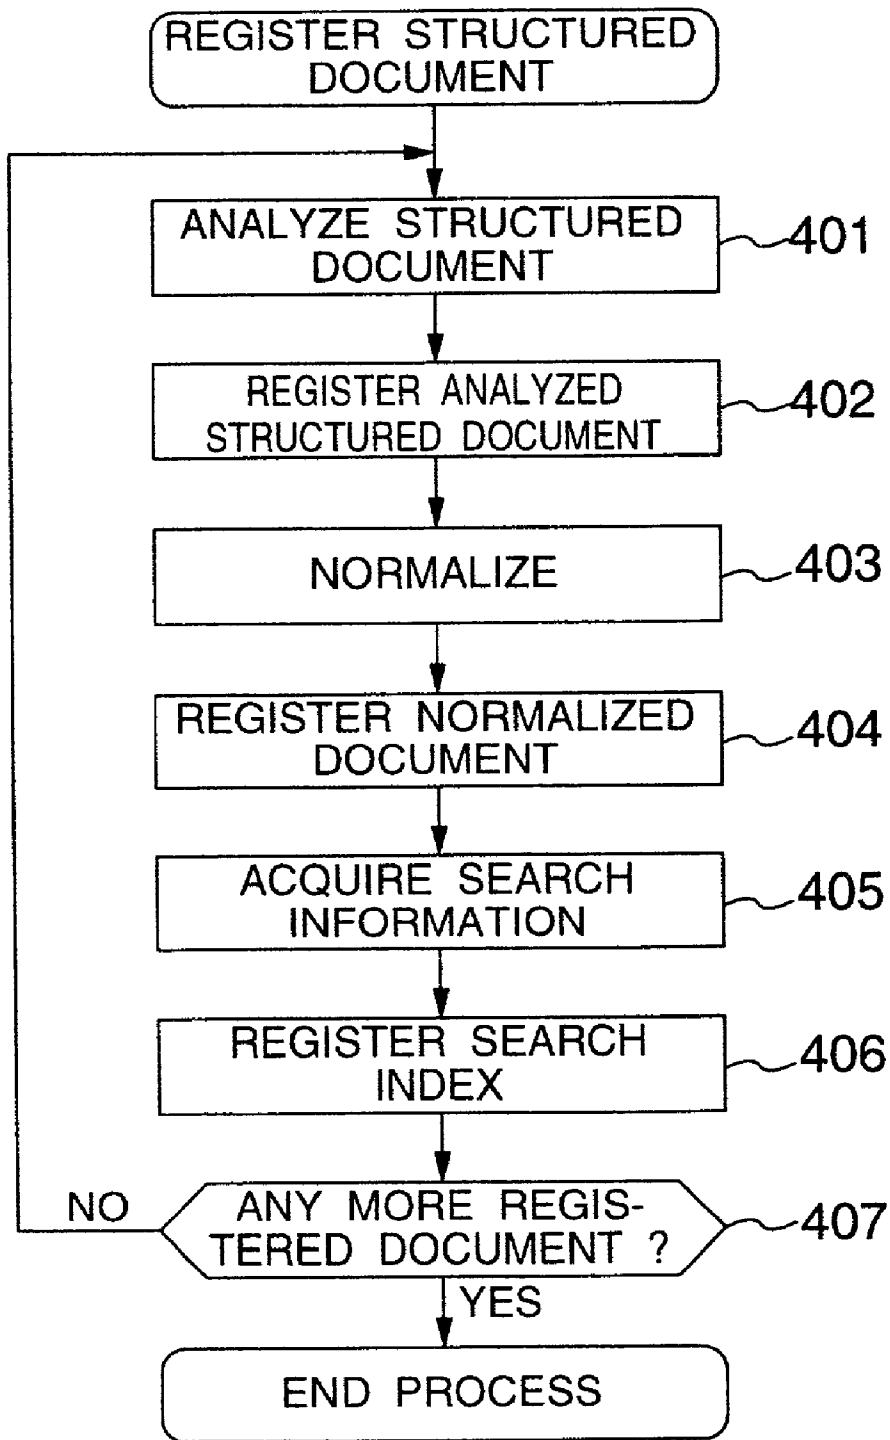 REGISTER STRUCTURED
DOCUMENT
ANALYZE STRUCTURED
DOCUMENT
401
REGISTER ANALYZED
STRUCTURED DOCUMENT
402
NORMALIZE
403
REGISTER NORMALIZED
DOCUMENT
404
ACQUIRE SEARCH
INFORMATION
405
REGISTER SEARCH
INDEX
406
NO
ANY MORE REGIS-
TERED DOCUMENT ?
407
YES
END PROCESS